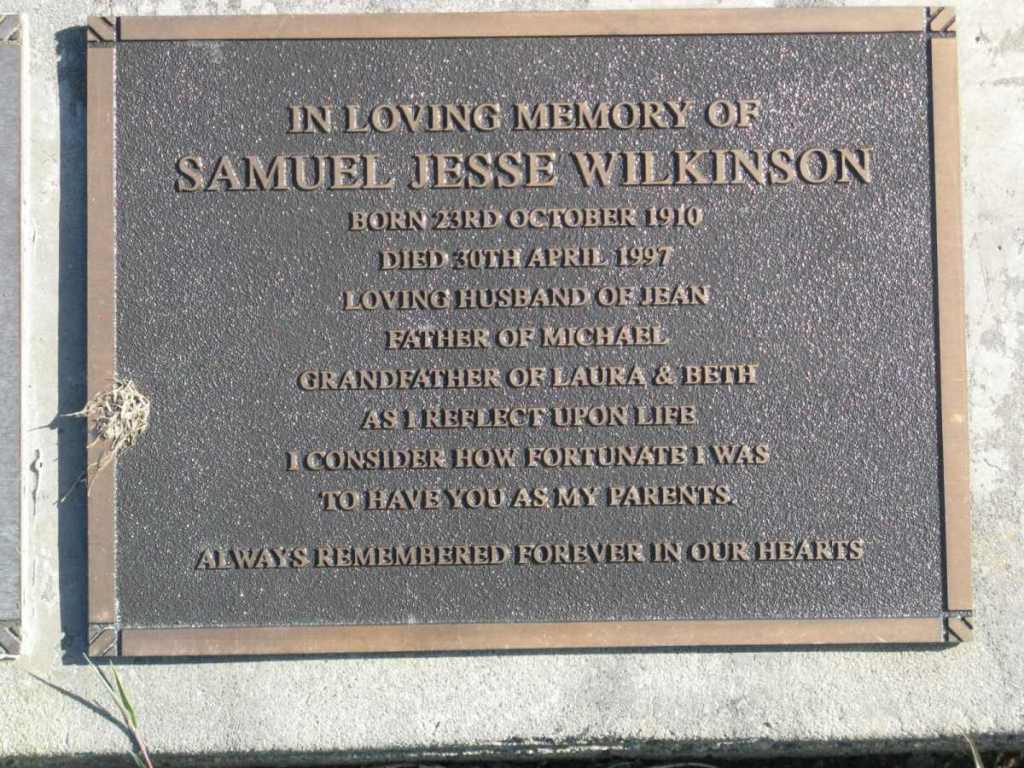 IN LOVING MEMORY OF
SAMUEL JESSE WILKINSON
BORN 23RD OCTOBER 1910
DIED 30TH APRIL 1997
LOVING HUSBAND OF JEAN
FATHER OF MICHAEL
GRANDFATHER OF LAURA & BETH
AS I REFLECT UPON LIFE
I CONSIDER HOW FORTUNATE I WAS
TO HAVE YOU AS MY PARENTS.
ALWAYS REMEMBERED FOREVER IN OUR HEARTS